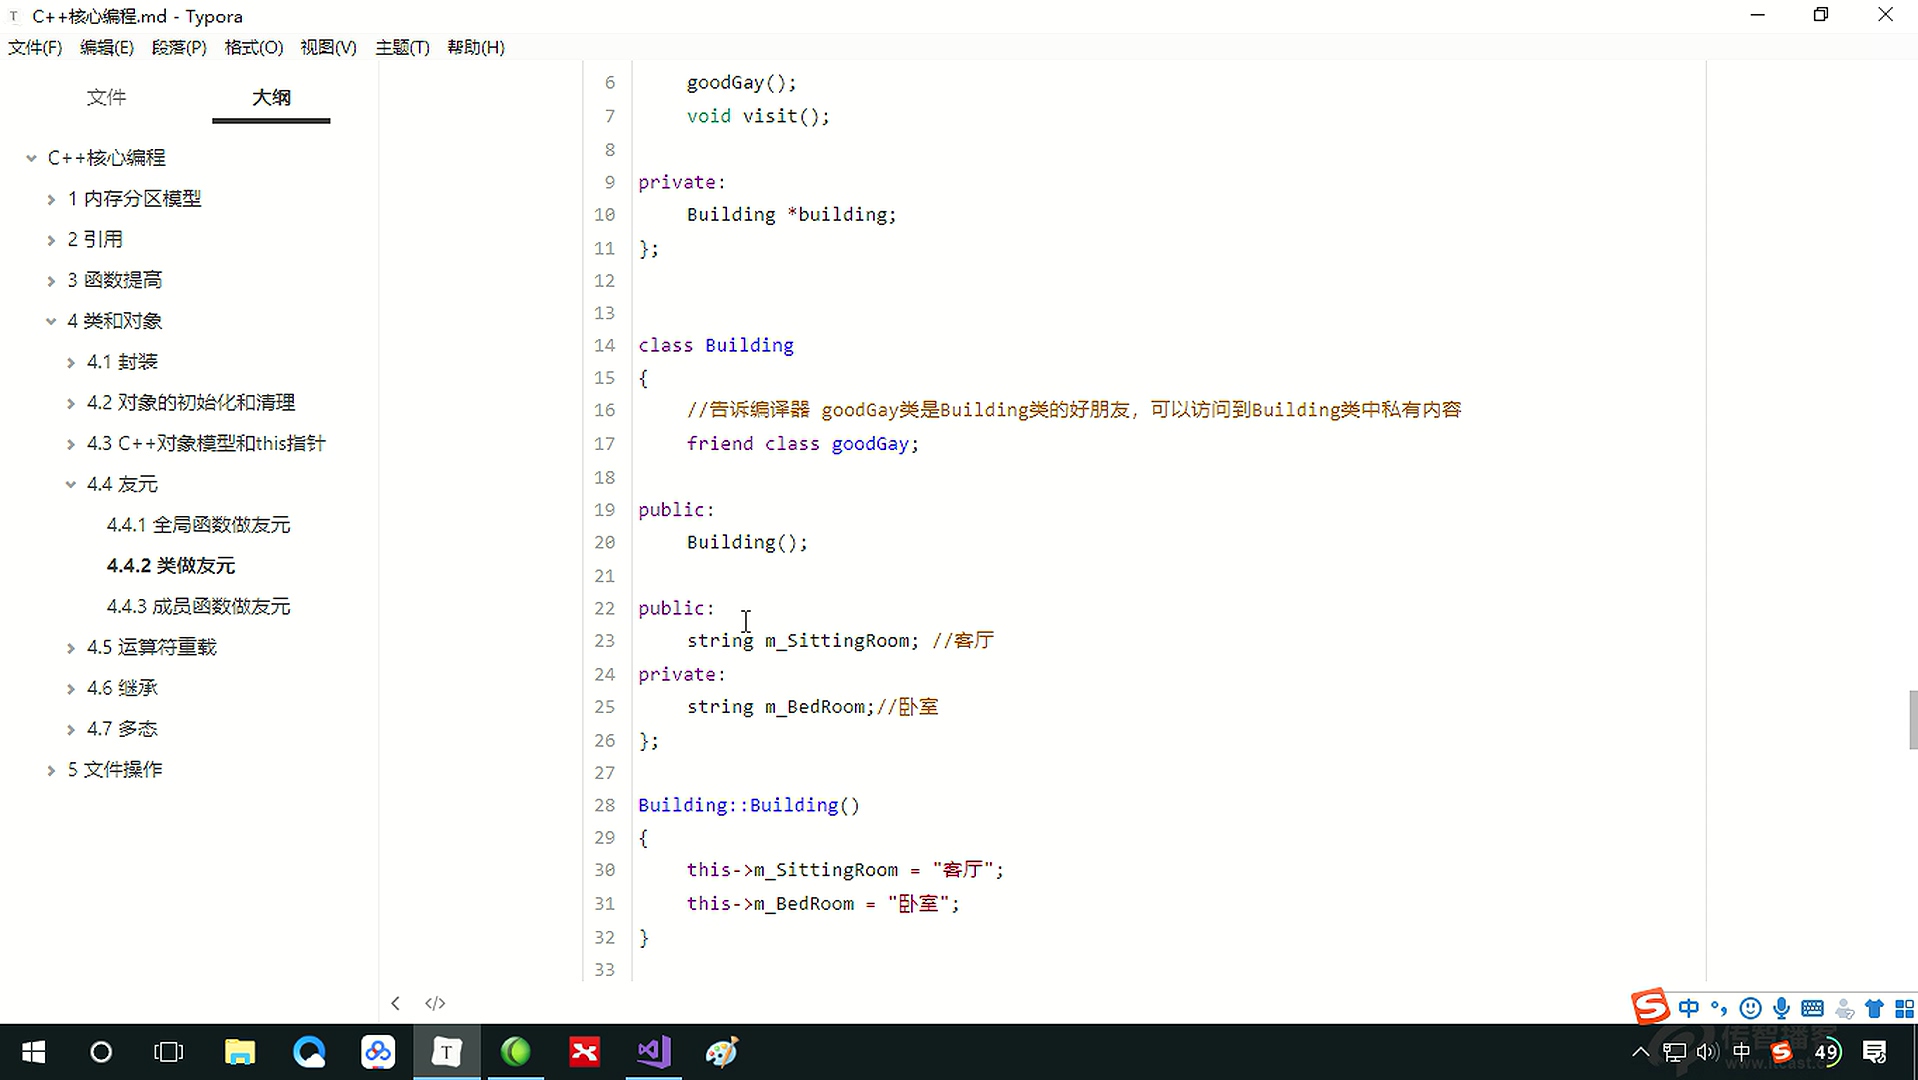 C++核心编程.md - Typora
文件(F) 编辑(E) 段落(P) 格式(O) 视图(V) 主题(T) 帮助(H)
文件 大纲
C++核心编程
1 内存分区模型
2 引用
3 函数提高
4 类和对象
4.1 封装
4.2 对象的初始化和清理
4.3 C++对象模型和this指针
4.4 友元
4.4.1 全局函数做友元
4.4.2 类做友元
4.4.3 成员函数做友元
4.5 运算符重载
4.6 继承
4.7 多态
5 文件操作
6 goodGay();
7 void visit();
8
9 private:
10 Building *building;
11 };
12
13
14 class Building
15 {
16 //告诉编译器 goodGay类是Building类的好朋友，可以访问到Building类中私有内容
17 friend class goodGay;
18
19 public:
20 Building();
21
22 public:
23 string m_SittingRoom; //客厅
24 private:
25 string m_BedRoom;//卧室
26 };
27
28 Building::Building()
29 {
30 this->m_SittingRoom = "客厅";
31 this->m_BedRoom = "卧室";
32 }
33
</>
中
中 49
传智播客